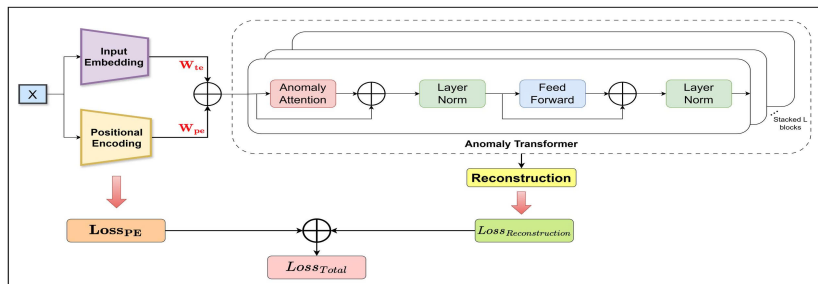 X
Input
Embedding
W_te
Positional
Encoding
W_pe
Anomaly
Attention
Layer
Norm
Feed
Forward
Layer
Norm
Stacked L
blocks
Anomaly Transformer
Reconstruction
Loss_PE
Loss_Reconstruction
Loss_Total